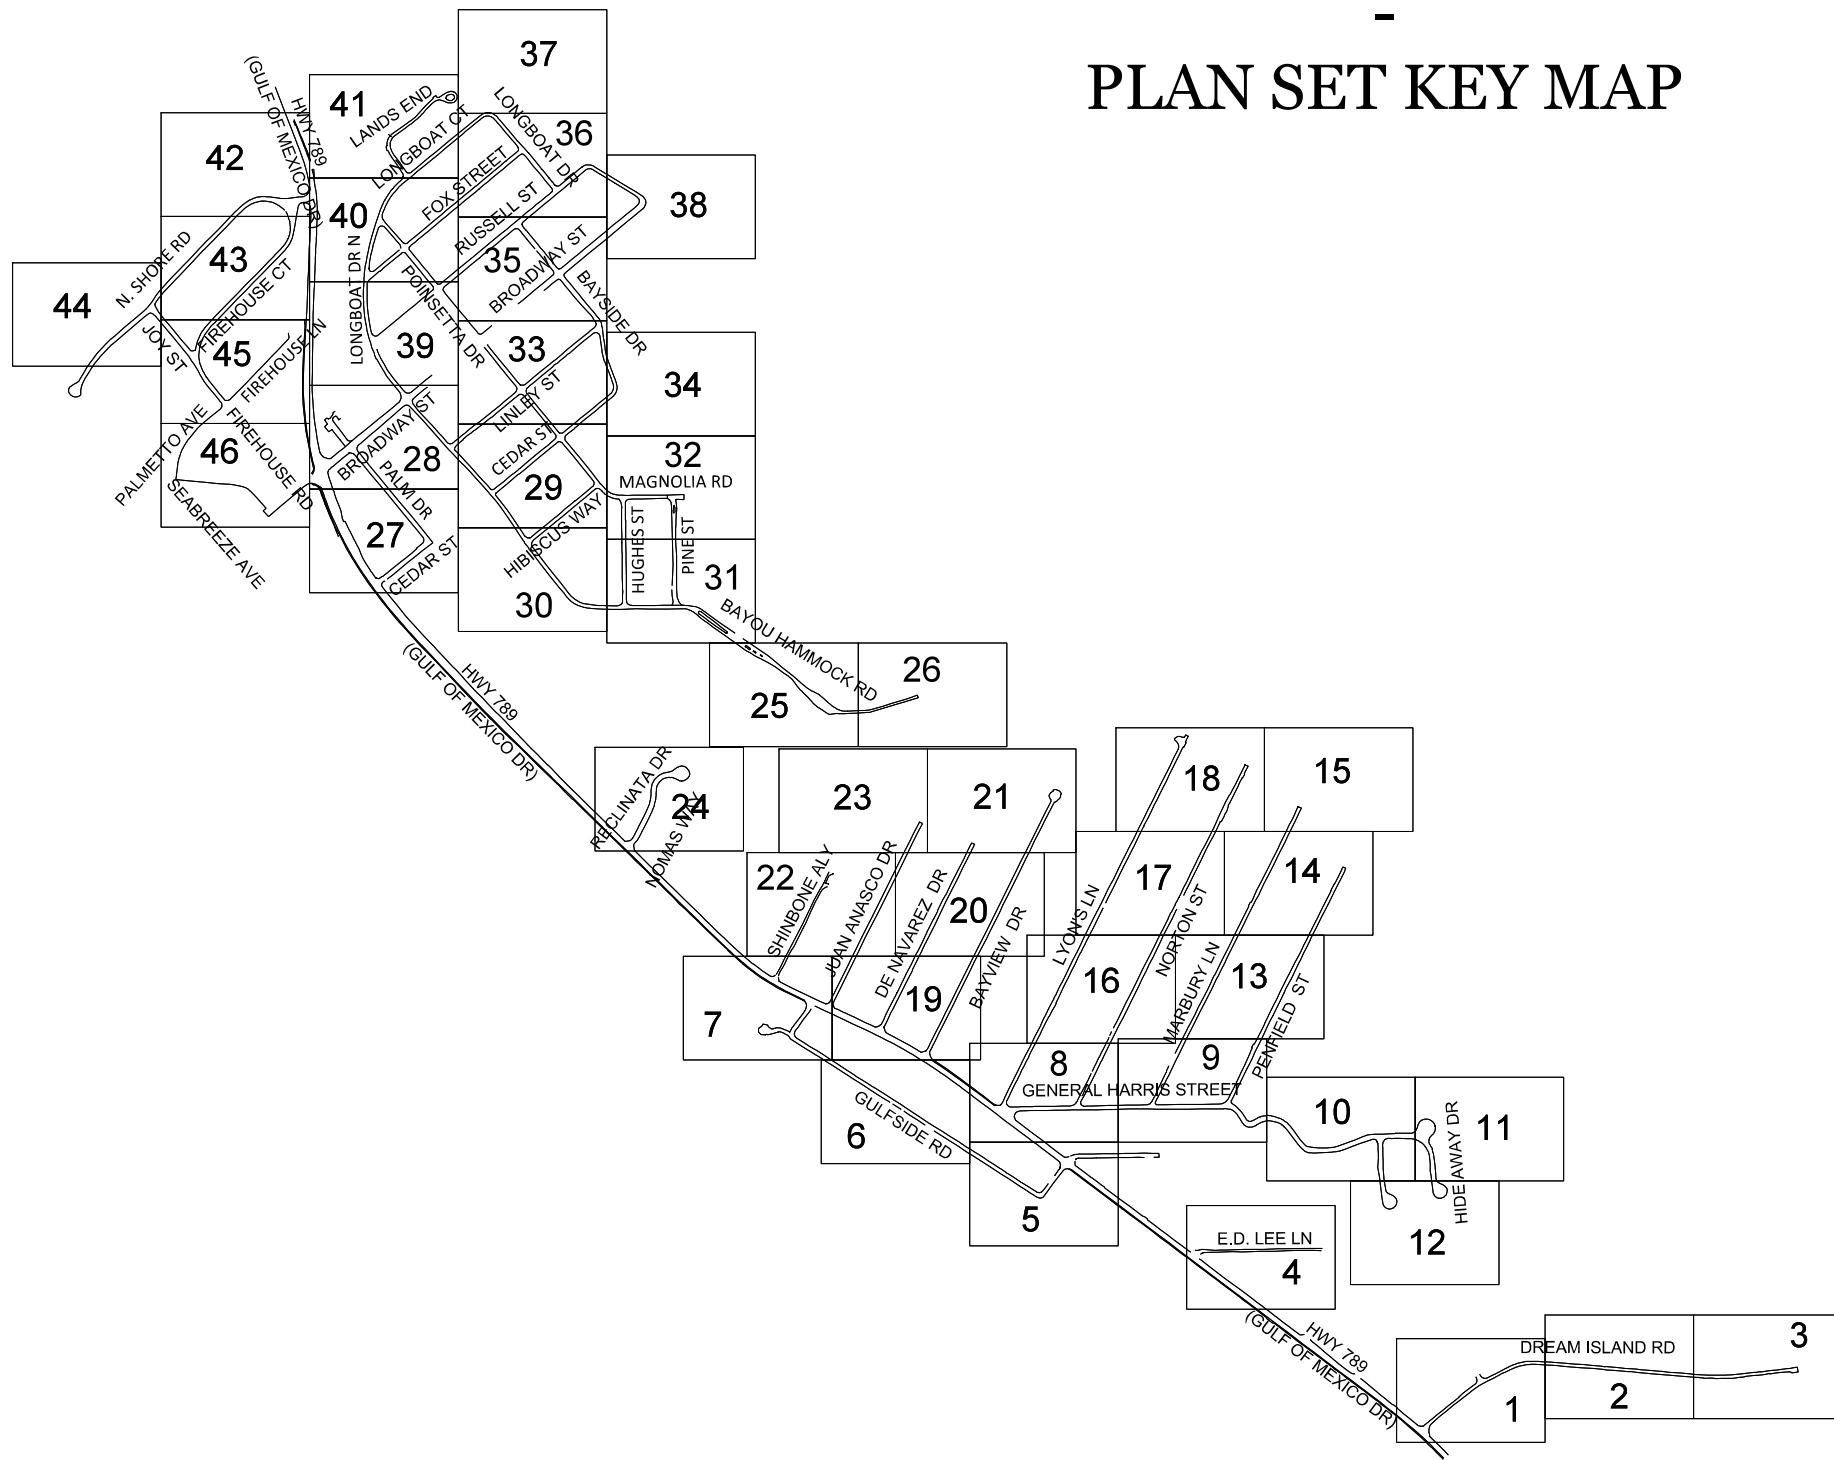 -
PLAN SET KEY MAP
37
41
LANDS END
LONGBOAT CT
LONGBOAT DR
36
(GULF OF MEXICO DR)
HWY 789
42
40
FOX STREET
RUSSELL ST
38
N. SHORE RD
43
FIREHOUSE CT
LONGBOAT DR N
POINSETTA DR
35
BROADWAY ST
BAYSIDE DR
44
JOY ST
45
FIREHOUSE LN
39
33
LINLEY ST
34
PALMETTO AVE
46
FIREHOUSE RD
SEABREEZE AVE
BROADWAY ST
28
PALM DR
CEDAR ST
29
HIBISCUS WAY
32
MAGNOLIA RD
HUGHES ST
PINE ST
27
CEDAR ST
30
31
BAYOU HAMMOCK RD
25
26
HWY 789
(GULF OF MEXICO DR)
RECLINATA DR
24
NOMAS WAY
23
21
18
15
22
SHINBONE ALY
JUAN ANASCO DR
DE NAVAREZ DR
20
BAYVIEW DR
LYON'S LN
17
NORTON ST
14
7
19
16
MARBURY LN
13
PENFIELD ST
8
9
GENERAL HARRIS STREET
6
GULFSIDE RD
10
HIDE AWAY DR
11
5
12
E.D. LEE LN
4
HWY 789
(GULF OF MEXICO DR)
DREAM ISLAND RD
3
1
2